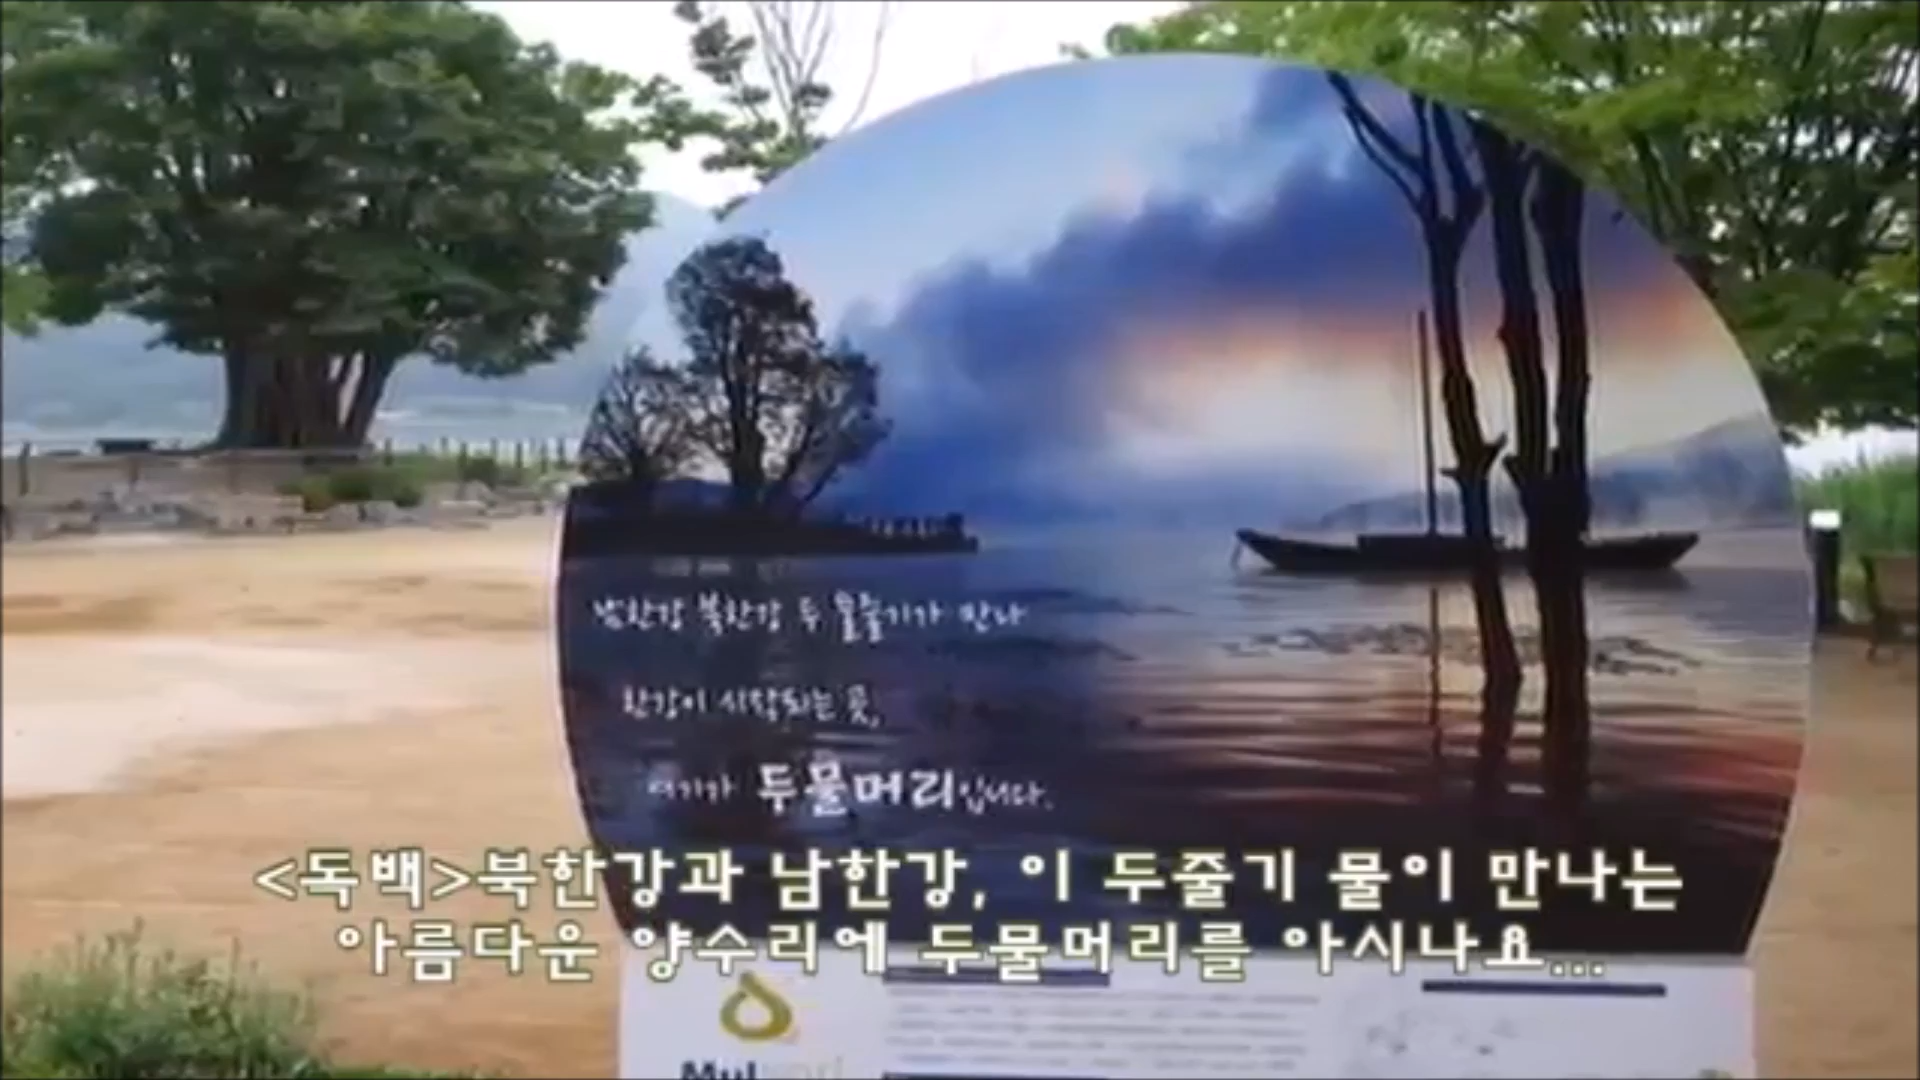 남한강 북한강 두 물줄기가 만나
한강이 시작되는 곳,
여기가 두물머리입니다.
<독백>북한강과 남한강, 이 두줄기 물이 만나는
아름다운 양수리에 두물머리를 아시나요...